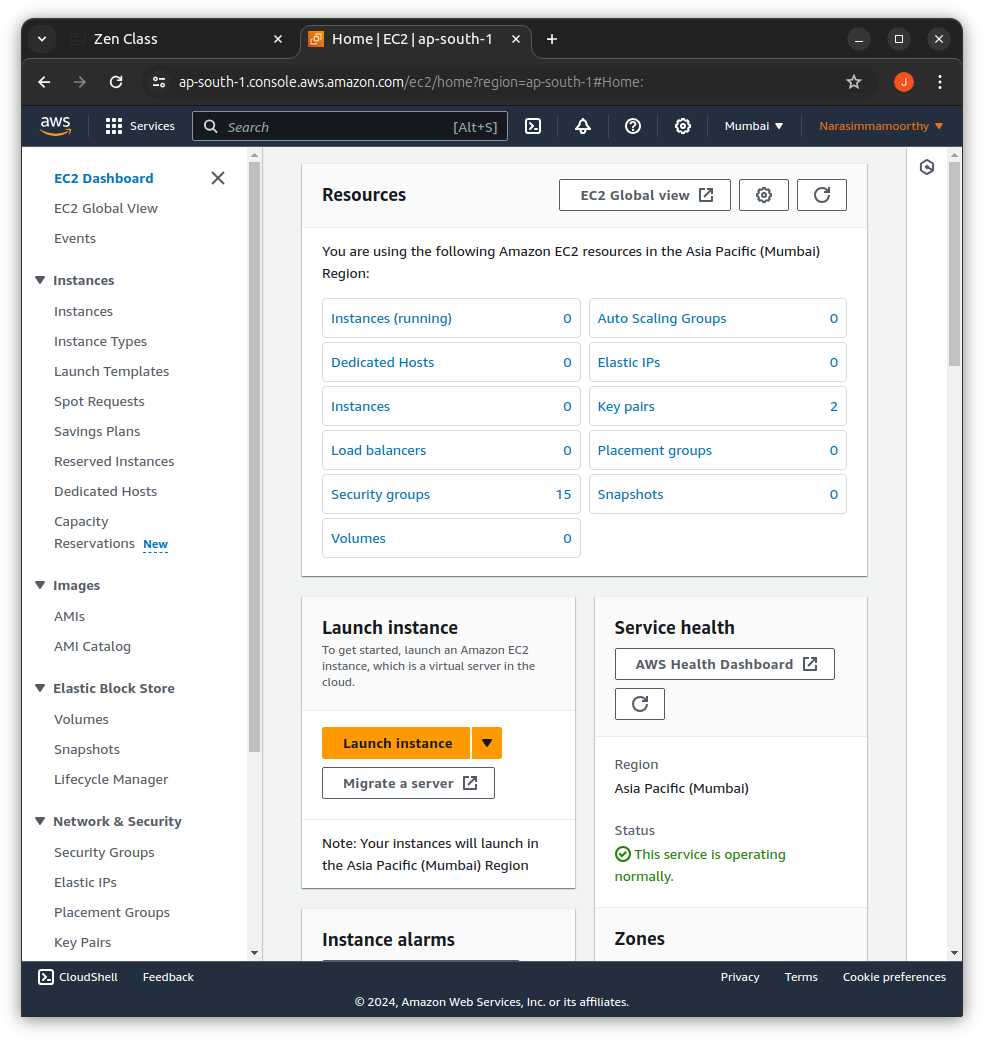 Zen Class
Home | EC2 | ap-south-1
ap-south-1.console.aws.amazon.com/ec2/home?region=ap-south-1#Home:
J
aws
Services
Search
[Alt+S]
Mumbai
Narasimmamoorthy
EC2 Dashboard
EC2 Global View
Events
Instances
Instances
Instance Types
Launch Templates
Spot Requests
Savings Plans
Reserved Instances
Dedicated Hosts
Capacity
Reservations New
Images
AMIs
AMI Catalog
Elastic Block Store
Volumes
Snapshots
Lifecycle Manager
Network & Security
Security Groups
Elastic IPs
Placement Groups
Key Pairs
Resources
EC2 Global view
You are using the following Amazon EC2 resources in the Asia Pacific (Mumbai)
Region:
Instances (running) 0
Auto Scaling Groups 0
Dedicated Hosts 0
Elastic IPs 0
Instances 0
Key pairs 2
Load balancers 0
Placement groups 0
Security groups 15
Snapshots 0
Volumes 0
Launch instance
To get started, launch an Amazon EC2
instance, which is a virtual server in the
cloud.
Launch instance
Migrate a server
Note: Your instances will launch in
the Asia Pacific (Mumbai) Region
Instance alarms
Service health
AWS Health Dashboard
Region
Asia Pacific (Mumbai)
Status
This service is operating
normally.
Zones
CloudShell
Feedback
Privacy
Terms
Cookie preferences
© 2024, Amazon Web Services, Inc. or its affiliates.